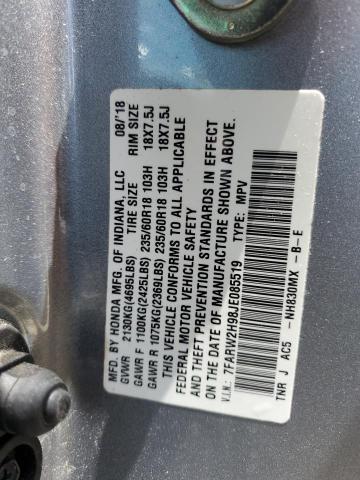 MFD. BY HONDA MFG. OF INDIANA, LLC 08/'18
GVWR 2130KG(4695LBS) TIRE SIZE RIM SIZE
GAWR F 1100KG(2425LBS) 235/60R18 103H 18X7.5J
GAWR R 1075KG(2369LBS) 235/60R18 103H 18X7.5J
THIS VEHICLE CONFORMS TO ALL APPLICABLE
FEDERAL MOTOR VEHICLE SAFETY
AND THEFT PREVENTION STANDARDS IN EFFECT
ON THE DATE OF MANUFACTURE SHOWN ABOVE.
V.I.N.: 7FARW2H98JE085519 TYPE: MPV
TNR J AC5 -NH830MX -B-E